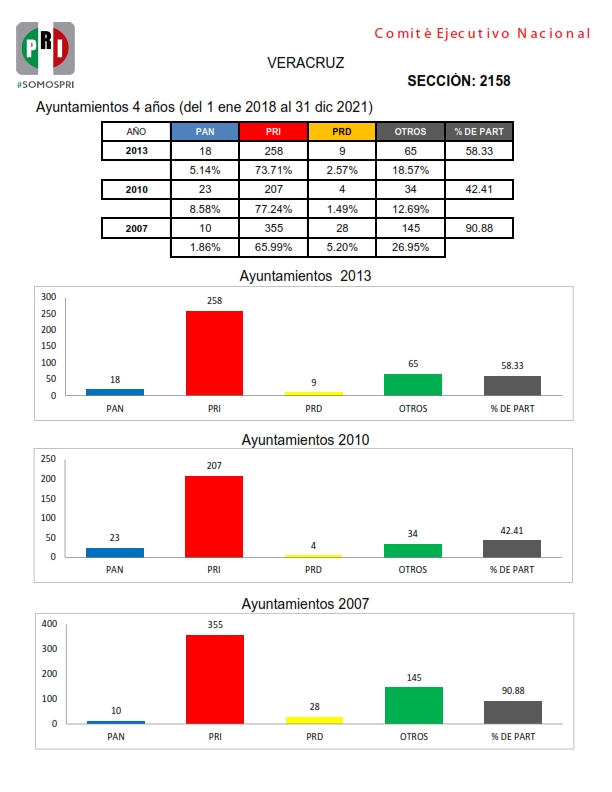 Comité Ejecutivo Nacional
PRI
#SOMOSPRI
VERACRUZ
SECCIÓN: 2158
Ayuntamientos 4 años (del 1 ene 2018 al 31 dic 2021)
AÑO PAN PRI PRD OTROS % DE PART
2013 18 258 9 65 58.33
5.14% 73.71% 2.57% 18.57%
2010 23 207 4 34 42.41
8.58% 77.24% 1.49% 12.69%
2007 10 355 28 145 90.88
1.86% 65.99% 5.20% 26.95%
Ayuntamientos 2013
300
250
200
150
100
50
0
18 258 9 65 58.33
PAN PRI PRD OTROS % DE PART
Ayuntamientos 2010
250
200
150
100
50
0
23 207 4 34 42.41
PAN PRI PRD OTROS % DE PART
Ayuntamientos 2007
400
300
200
100
0
10 355 28 145 90.88
PAN PRI PRD OTROS % DE PART